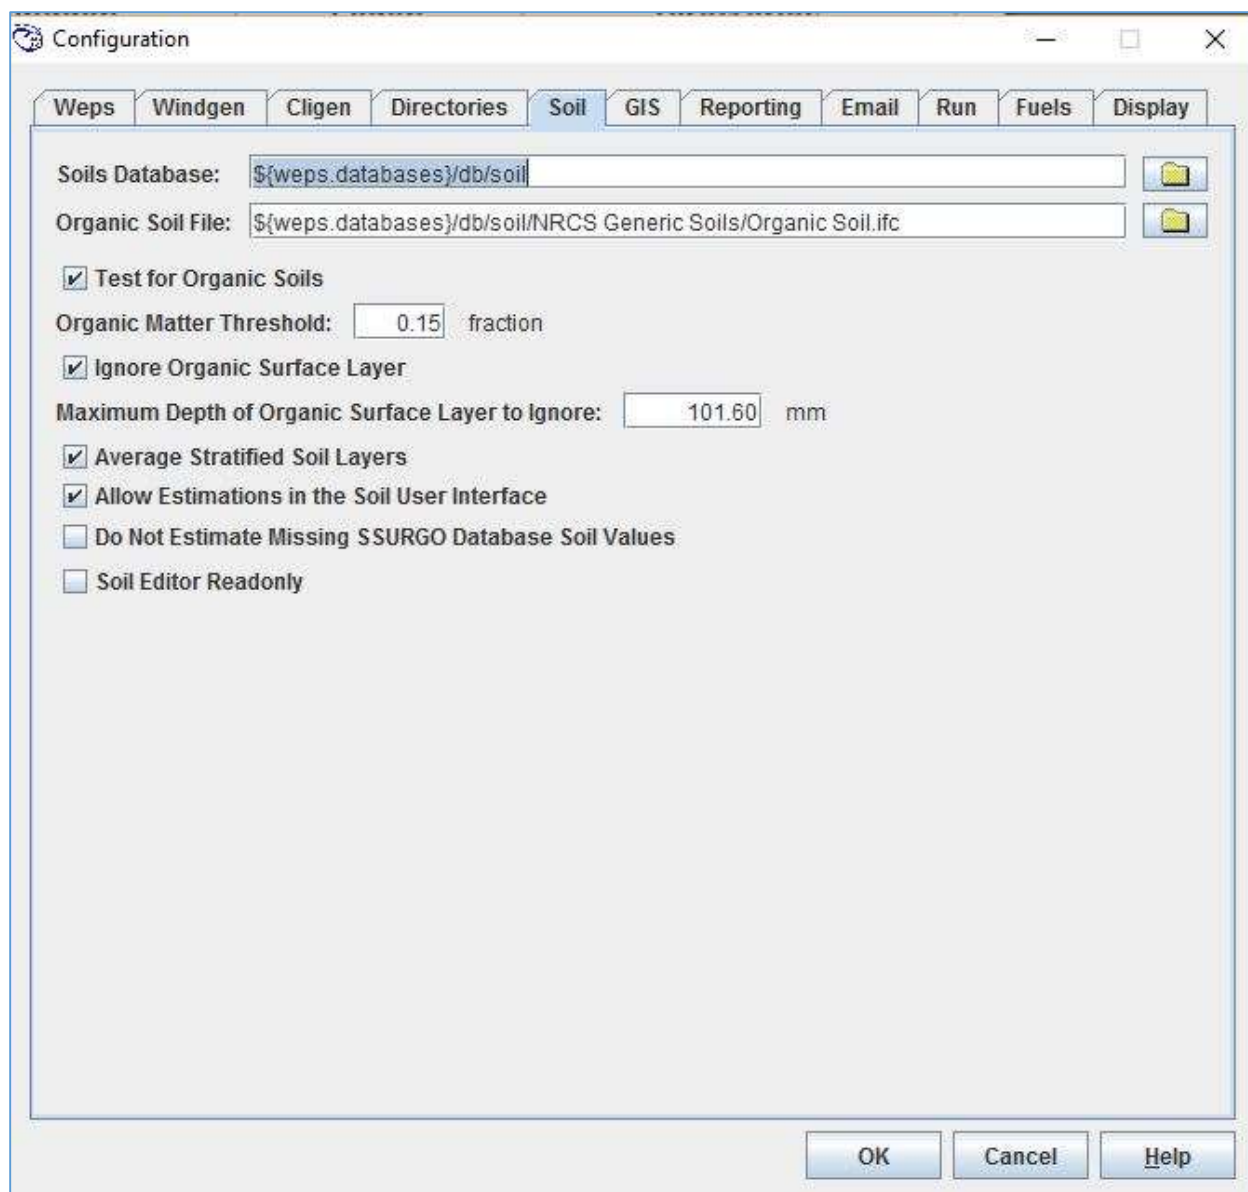 Configuration
Weps Windgen Cligen Directories Soil GIS Reporting Email Run Fuels Display
Soils Database: ${weps.databases}/db/soil
Organic Soil File: ${weps.databases}/db/soil/NRCS Generic Soils/Organic Soil.ifc
Test for Organic Soils
Organic Matter Threshold: 0.15 fraction
Ignore Organic Surface Layer
Maximum Depth of Organic Surface Layer to Ignore: 101.60 mm
Average Stratified Soil Layers
Allow Estimations in the Soil User Interface
Do Not Estimate Missing SSURGO Database Soil Values
Soil Editor Readonly
OK Cancel Help